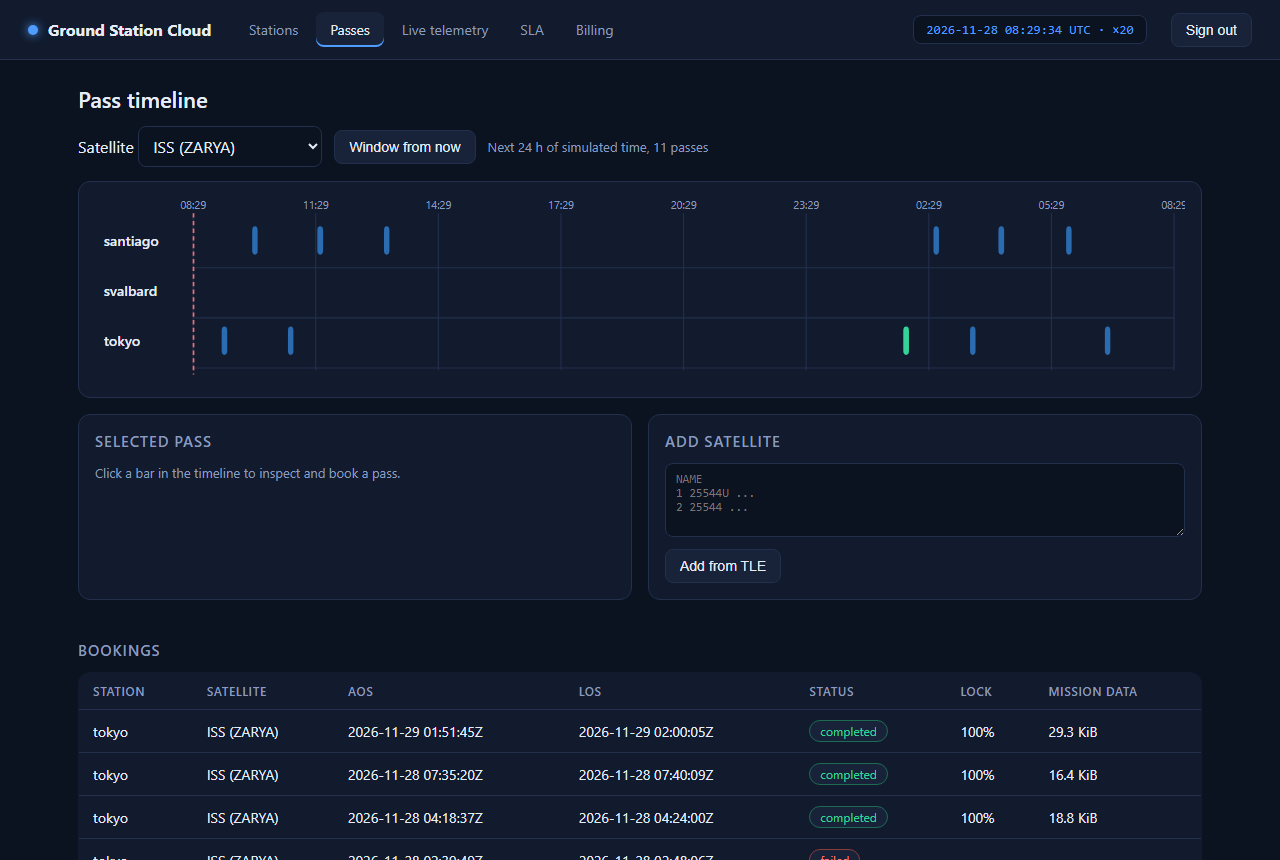 Ground Station Cloud Stations Passes Live telemetry SLA Billing 2026-11-28 08:29:34 UTC · ×20 Sign out
Pass timeline
Satellite ISS (ZARYA) Window from now Next 24 h of simulated time, 11 passes
08:29 11:29 14:29 17:29 20:29 23:29 02:29 05:29 08:29
santiago
svalbard
tokyo
SELECTED PASS
Click a bar in the timeline to inspect and book a pass.
ADD SATELLITE
NAME
1 25544U ...
2 25544 ...
Add from TLE
BOOKINGS
STATION SATELLITE AOS LOS STATUS LOCK MISSION DATA
tokyo ISS (ZARYA) 2026-11-29 01:51:45Z 2026-11-29 02:00:05Z completed 100% 29.3 KiB
tokyo ISS (ZARYA) 2026-11-28 07:35:20Z 2026-11-28 07:40:09Z completed 100% 16.4 KiB
tokyo ISS (ZARYA) 2026-11-28 04:18:37Z 2026-11-28 04:24:00Z completed 100% 18.8 KiB
tokyo ISS (ZARYA) failed